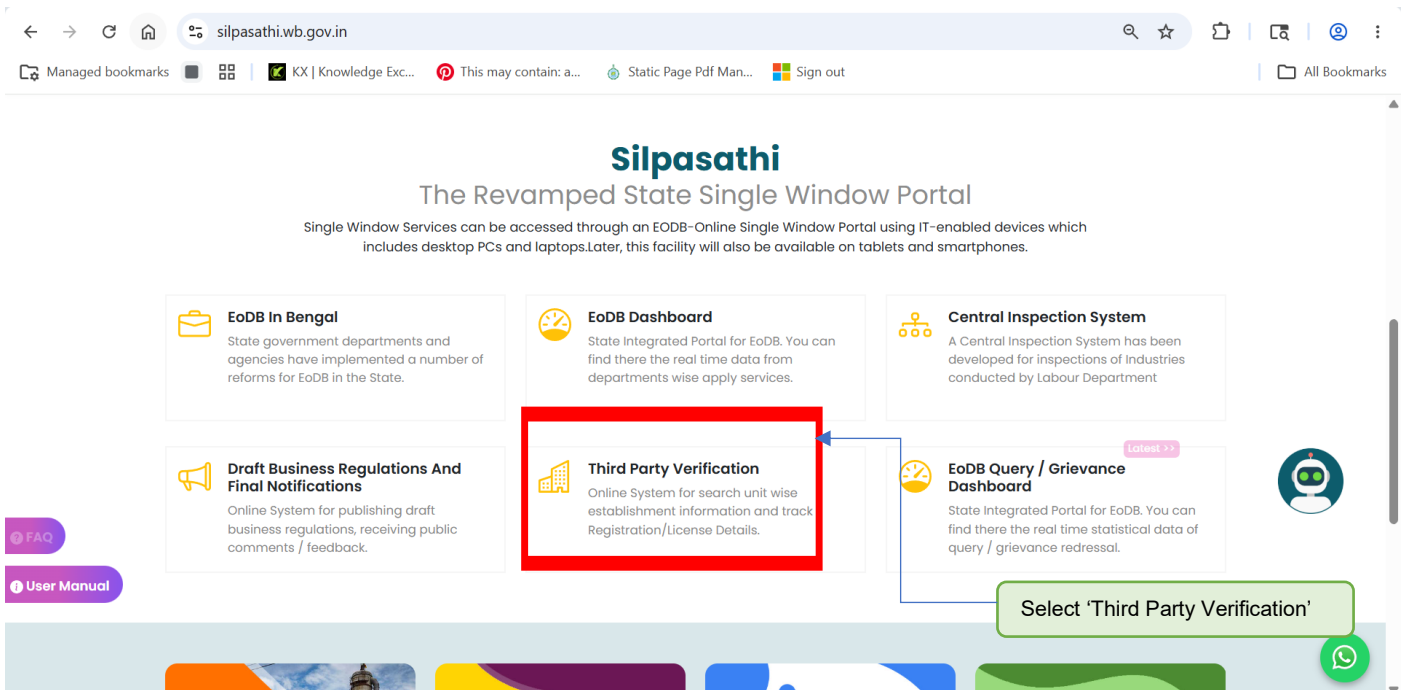 silpasathi.wb.gov.in
Managed bookmarks
KX | Knowledge Exc...
This may contain: a...
Static Page Pdf Man...
Sign out
All Bookmarks
Silpasathi
The Revamped State Single Window Portal
Single Window Services can be accessed through an EODB-Online Single Window Portal using IT-enabled devices which
includes desktop PCs and laptops.Later, this facility will also be available on tablets and smartphones.
EoDB In Bengal
State government departments and
agencies have implemented a number of
reforms for EoDB in the State.
EoDB Dashboard
State Integrated Portal for EoDB. You can
find there the real time data from
departments wise apply services.
Central Inspection System
A Central Inspection System has been
developed for inspections of Industries
conducted by Labour Department
Draft Business Regulations And
Final Notifications
Online System for publishing draft
business regulations, receiving public
comments / feedback.
Third Party Verification
Online System for search unit wise
establishment information and track
Registration/License Details.
Latest >>
EoDB Query / Grievance
Dashboard
State Integrated Portal for EoDB. You can
find there the real time statistical data of
query / grievance redressal.
FAQ
User Manual
Select ‘Third Party Verification’